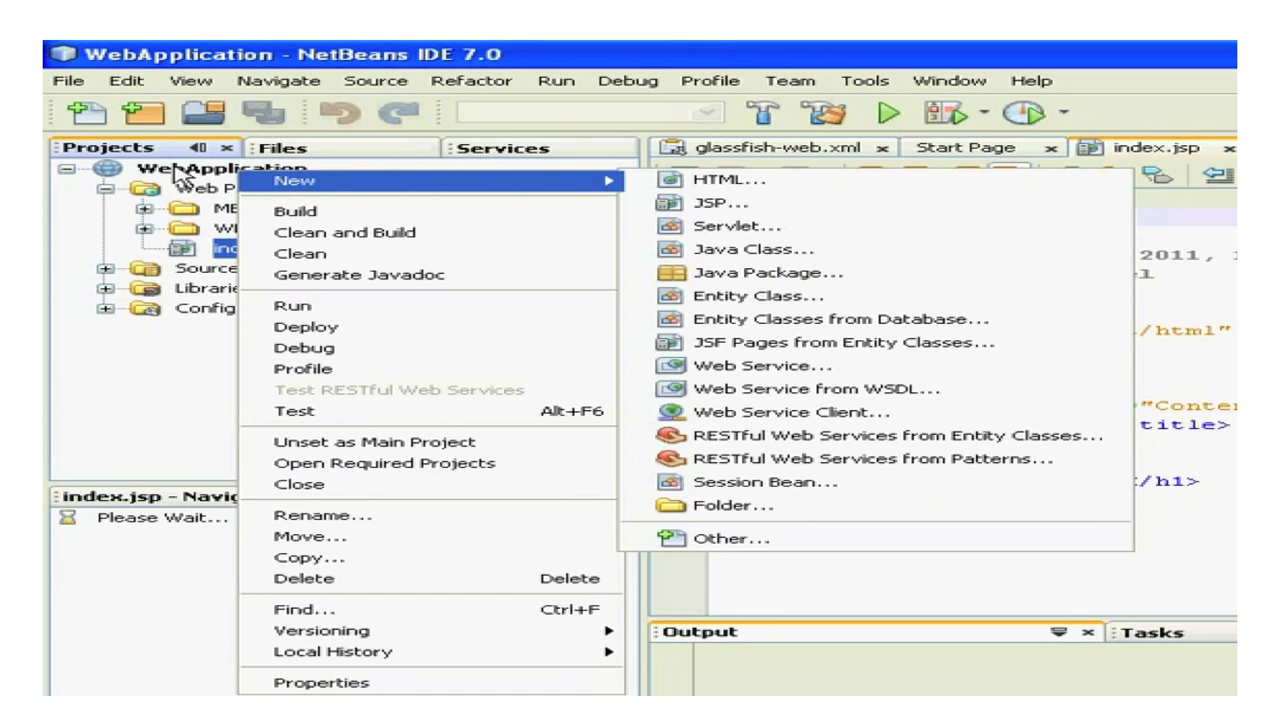 WebApplication - NetBeans IDE 7.0
File Edit View Navigate Source Refactor Run Debug Profile Team Tools Window Help
Projects Files Services
glassfish-web.xml Start Page index.jsp
WebApplication
Web P
ME
WE
ind
Source
Librarie
Config
New
Build
Clean and Build
Clean
Generate Javadoc
Run
Deploy
Debug
Profile
Test RESTful Web Services
Test Alt+F6
Unset as Main Project
Open Required Projects
Close
Rename...
Move...
Copy...
Delete Delete
Find... Ctrl+F
Versioning
Local History
Properties
HTML...
JSP...
Servlet...
Java Class...
Java Package...
Entity Class...
Entity Classes from Database...
JSF Pages from Entity Classes...
Web Service...
Web Service from WSDL...
Web Service Client...
RESTful Web Services from Entity Classes...
RESTful Web Services from Patterns...
Session Bean...
Folder...
Other...
2011,
/html"
"Conte
title>
/h1>
index.jsp - Navig
Please Wait...
Output Tasks